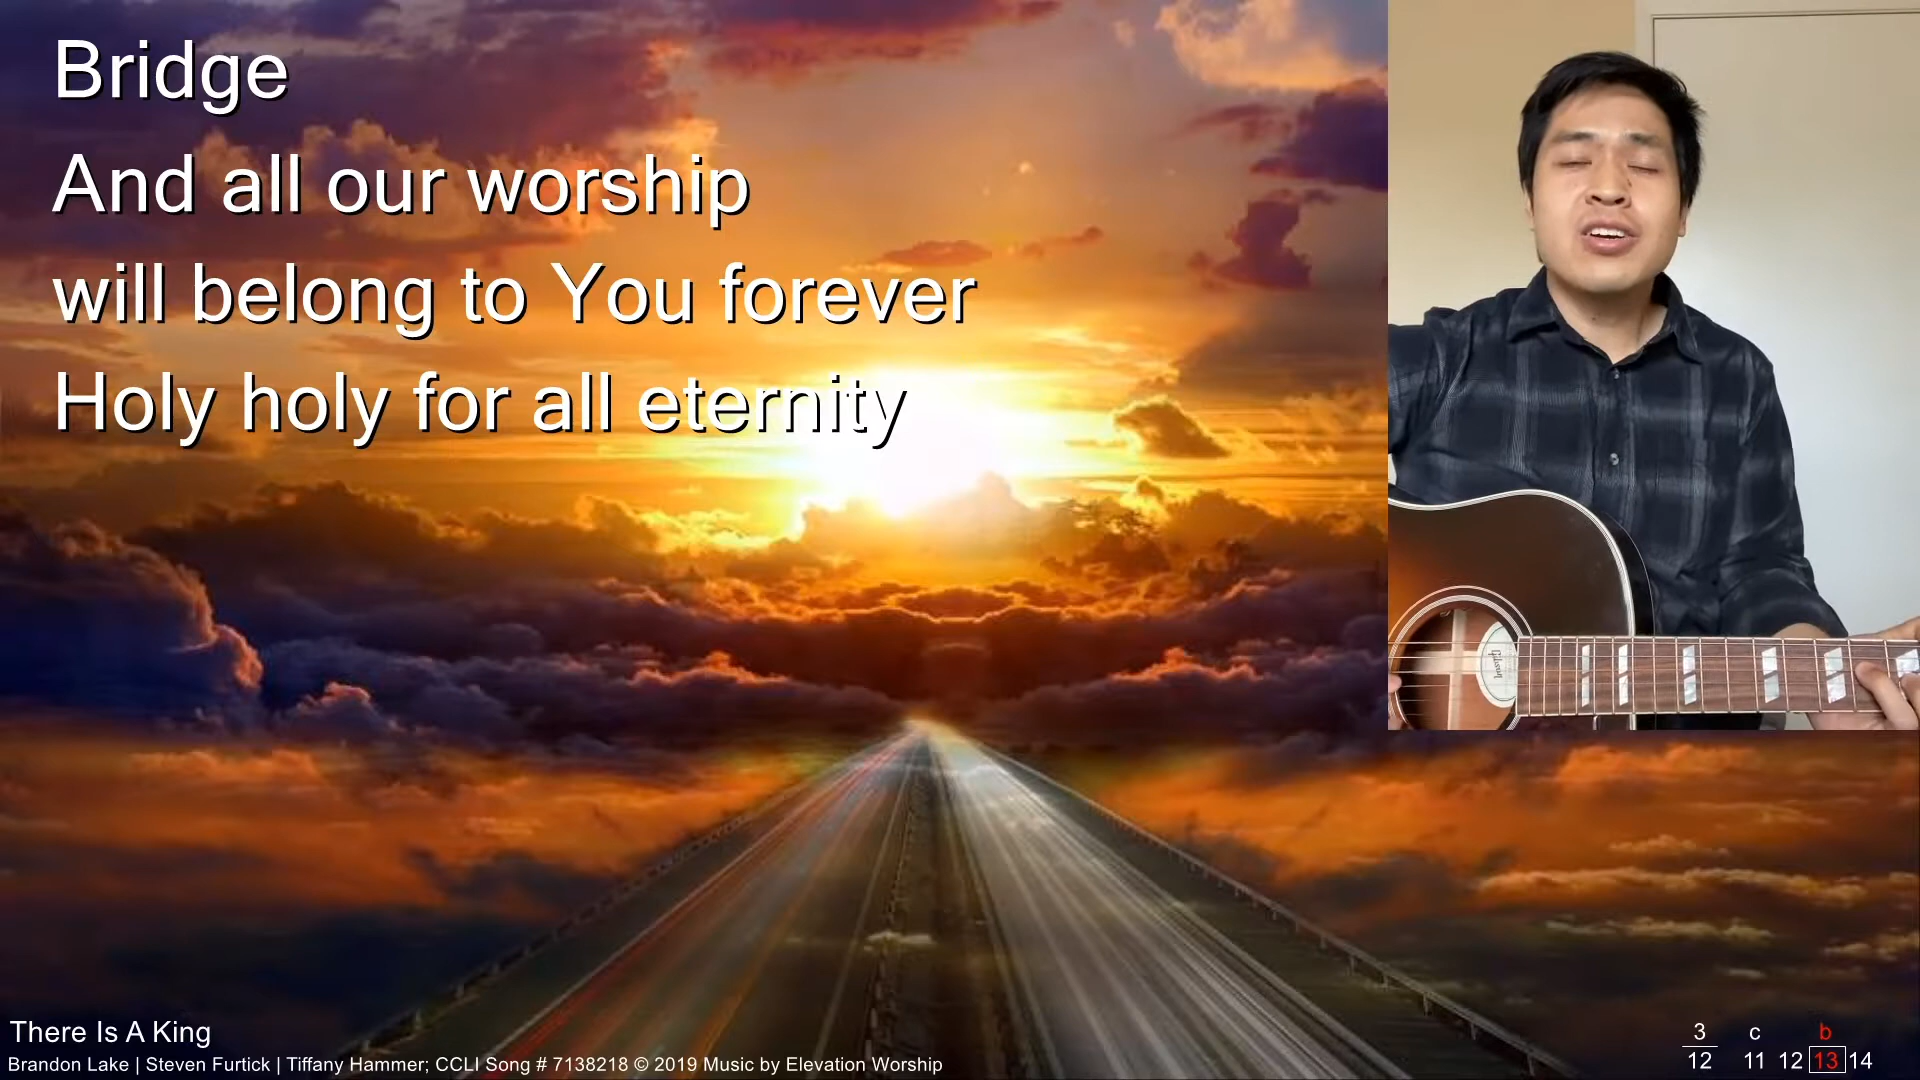 Bridge
And all our worship
will belong to You forever
Holy holy for all eternity
Gibson
There Is A King
Brandon Lake | Steven Furtick | Tiffany Hammer; CCLI Song # 7138218 © 2019 Music by Elevation Worship
3 c b
12 11 12 13 14